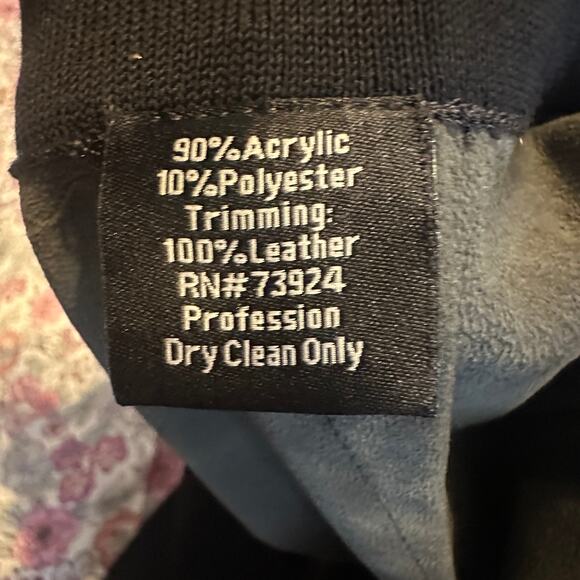 90%Acrylic
10%Polyester
Trimming:
100%Leather
RN#73924
Profession
Dry Clean Only